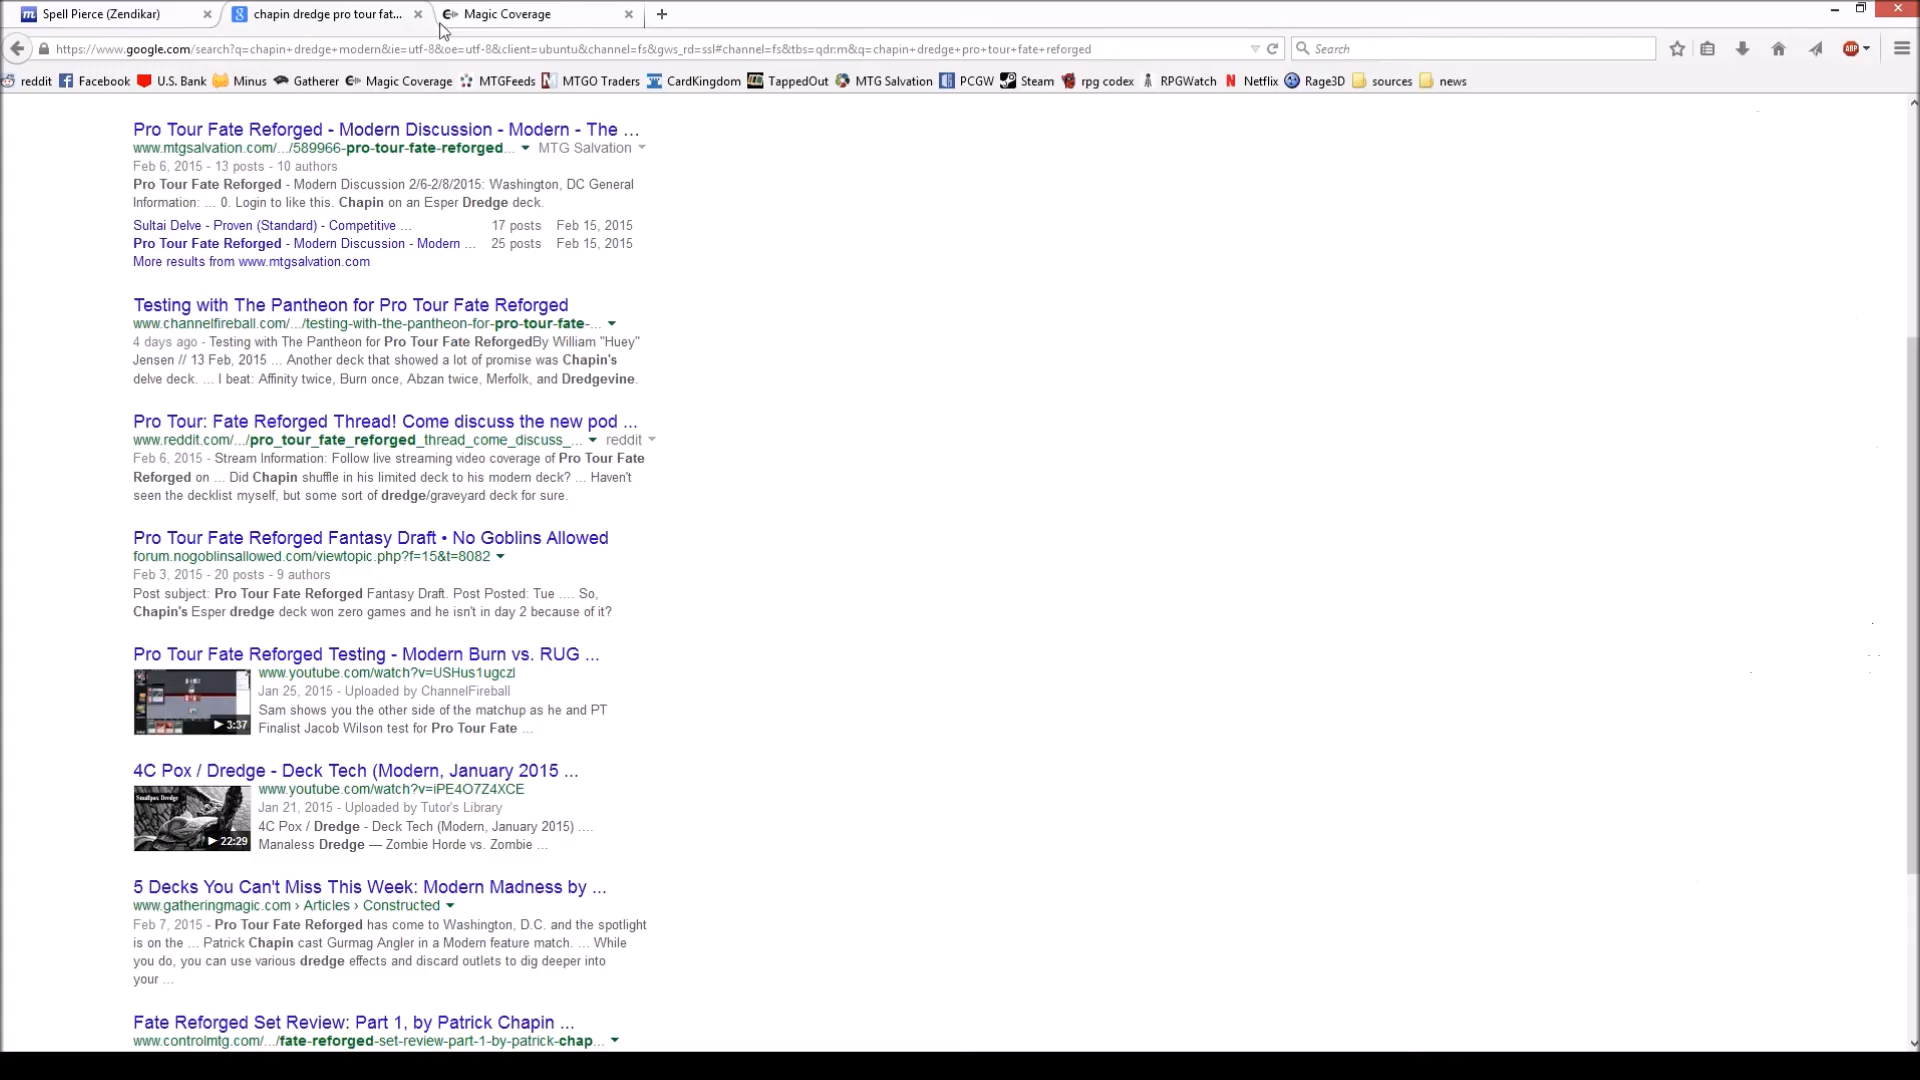 Spell Pierce (Zendikar)
chapin dredge pro tour fat...
Magic Coverage
https://www.google.com/search?q=chapin+dredge+modern&ie=utf-8&oe=utf-8&client=ubuntu&channel=fs&gws_rd=ssl#channel=fs&tbs=qdr:m&q=chapin+dredge+pro+tour+fate+reforged
Search
ABP
reddit Facebook U.S. Bank Minus Gatherer Magic Coverage MTGFeeds MTGO Traders CardKingdom TappedOut MTG Salvation PCGW Steam rpg codex RPGWatch Netflix Rage3D sources news
Pro Tour Fate Reforged - Modern Discussion - Modern - The ...
www.mtgsalvation.com/.../589966-pro-tour-fate-reforged... MTG Salvation
Feb 6, 2015 - 13 posts - 10 authors
Pro Tour Fate Reforged - Modern Discussion 2/6-2/8/2015: Washington, DC General
Information: ... 0. Login to like this. Chapin on an Esper Dredge deck.
Sultai Delve - Proven (Standard) - Competitive ... 17 posts Feb 15, 2015
Pro Tour Fate Reforged - Modern Discussion - Modern ... 25 posts Feb 15, 2015
More results from www.mtgsalvation.com
Testing with The Pantheon for Pro Tour Fate Reforged
www.channelfireball.com/.../testing-with-the-pantheon-for-pro-tour-fate-...
4 days ago - Testing with The Pantheon for Pro Tour Fate ReforgedBy William "Huey"
Jensen // 13 Feb, 2015 ... Another deck that showed a lot of promise was Chapin's
delve deck. ... I beat: Affinity twice, Burn once, Abzan twice, Merfolk, and Dredgevine.
Pro Tour: Fate Reforged Thread! Come discuss the new pod ...
www.reddit.com/.../pro_tour_fate_reforged_thread_come_discuss_... reddit
Feb 6, 2015 - Stream Information: Follow live streaming video coverage of Pro Tour Fate
Reforged on ... Did Chapin shuffle in his limited deck to his modern deck? ... Haven't
seen the decklist myself, but some sort of dredge/graveyard deck for sure.
Pro Tour Fate Reforged Fantasy Draft • No Goblins Allowed
forum.nogoblinsallowed.com/viewtopic.php?f=15&t=8082
Feb 3, 2015 - 20 posts - 9 authors
Post subject: Pro Tour Fate Reforged Fantasy Draft. Post Posted: Tue .... So,
Chapin's Esper dredge deck won zero games and he isn't in day 2 because of it?
Pro Tour Fate Reforged Testing - Modern Burn vs. RUG ...
www.youtube.com/watch?v=USHus1ugczI
Jan 25, 2015 - Uploaded by ChannelFireball
Sam shows you the other side of the matchup as he and PT
3:37
Finalist Jacob Wilson test for Pro Tour Fate ...
4C Pox / Dredge - Deck Tech (Modern, January 2015 ...
www.youtube.com/watch?v=iPE4O7Z4XCE
Smallpox Dredge
Jan 21, 2015 - Uploaded by Tutor's Library
4C Pox / Dredge - Deck Tech (Modern, January 2015) ....
22:29
Manaless Dredge — Zombie Horde vs. Zombie ...
5 Decks You Can't Miss This Week: Modern Madness by ...
www.gatheringmagic.com › Articles › Constructed
Feb 7, 2015 - Pro Tour Fate Reforged has come to Washington, D.C. and the spotlight
is on the ... Patrick Chapin cast Gurmag Angler in a Modern feature match. ... While
you do, you can use various dredge effects and discard outlets to dig deeper into
your ...
Fate Reforged Set Review: Part 1, by Patrick Chapin ...
www.controlmtg.com/.../fate-reforged-set-review-part-1-by-patrick-chap...